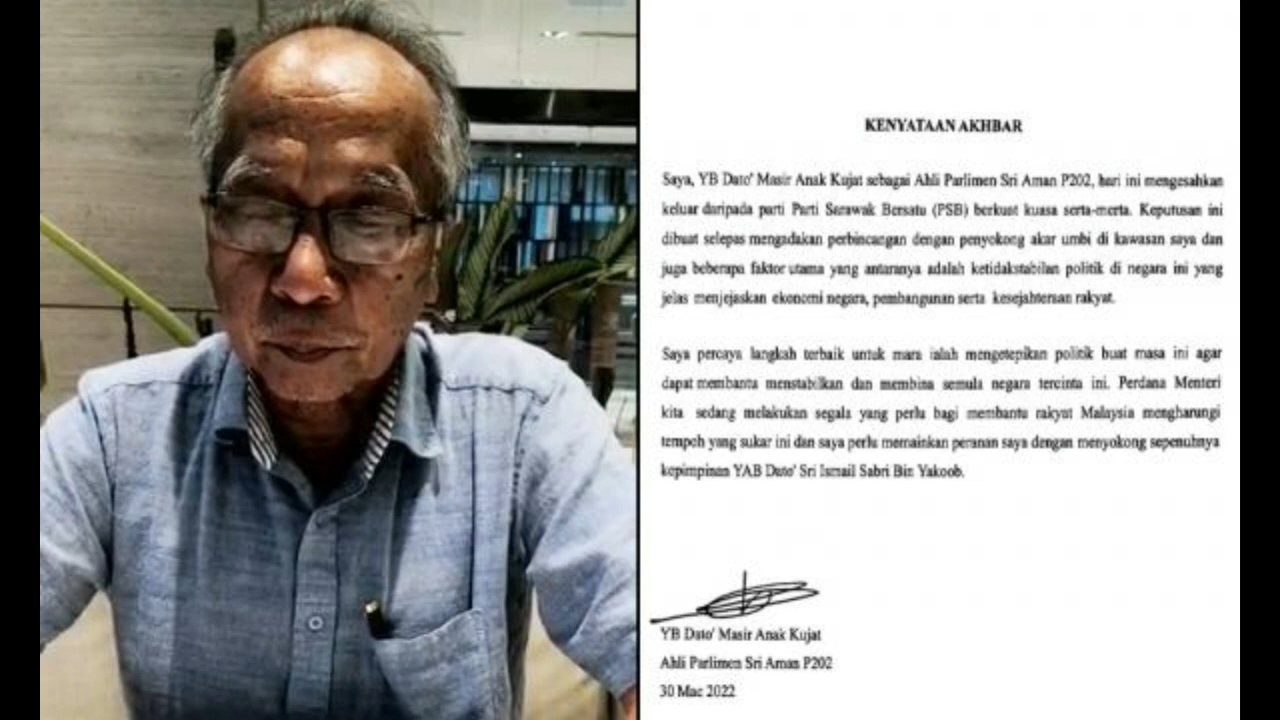 KENYATAAN AKHBAR
Saya, YB Dato' Masir Anak Kujat sebagai Ahli Parlimen Sri Aman P202, hari ini mengesahkan
keluar daripada parti Parti Sarawak Bersatu (PSB) berkuat kuasa serta-merta. Keputusan ini
dibuat selepas mengadakan perbincangan dengan penyokong akar umbi di kawasan saya dan
juga beberapa faktor utama yang antaranya adalah ketidakstabilan politik di negara ini yang
jelas menjejaskan ekonomi negara, pembangunan serta kesejahteraan rakyat.
Saya percaya langkah terbaik untuk mara ialah mengetepikan politik buat masa ini agar
dapat membantu menstabilkan dan membina semula negara tercinta ini. Perdana Menteri
kita sedang melakukan segala yang perlu bagi membantu rakyat Malaysia mengharungi
tempoh yang sukar ini dan saya perlu memainkan peranan saya dengan menyokong sepenuhnya
kepimpinan YAB Dato' Sri Ismail Sabri Bin Yakoob.
YB Dato' Masir Anak Kujat
Ahli Parlimen Sri Aman P202
30 Mac 2022